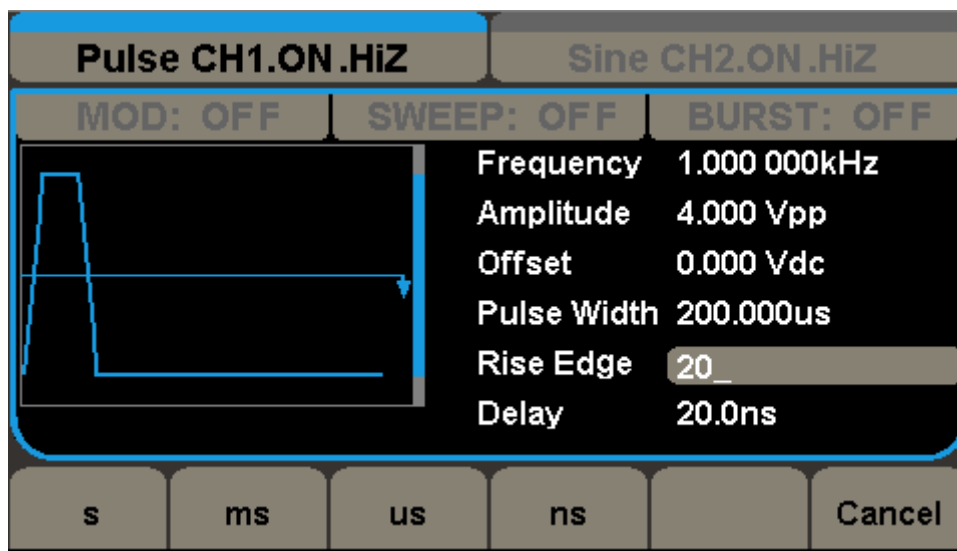 Pulse CH1.ON.HiZ
Sine CH2.ON.HiZ
MOD: OFF
SWEEP: OFF
BURST: OFF
Frequency 1.000 000kHz
Amplitude 4.000 Vpp
Offset 0.000 Vdc
Pulse Width 200.000us
Rise Edge 20_
Delay 20.0ns
s
ms
us
ns
Cancel